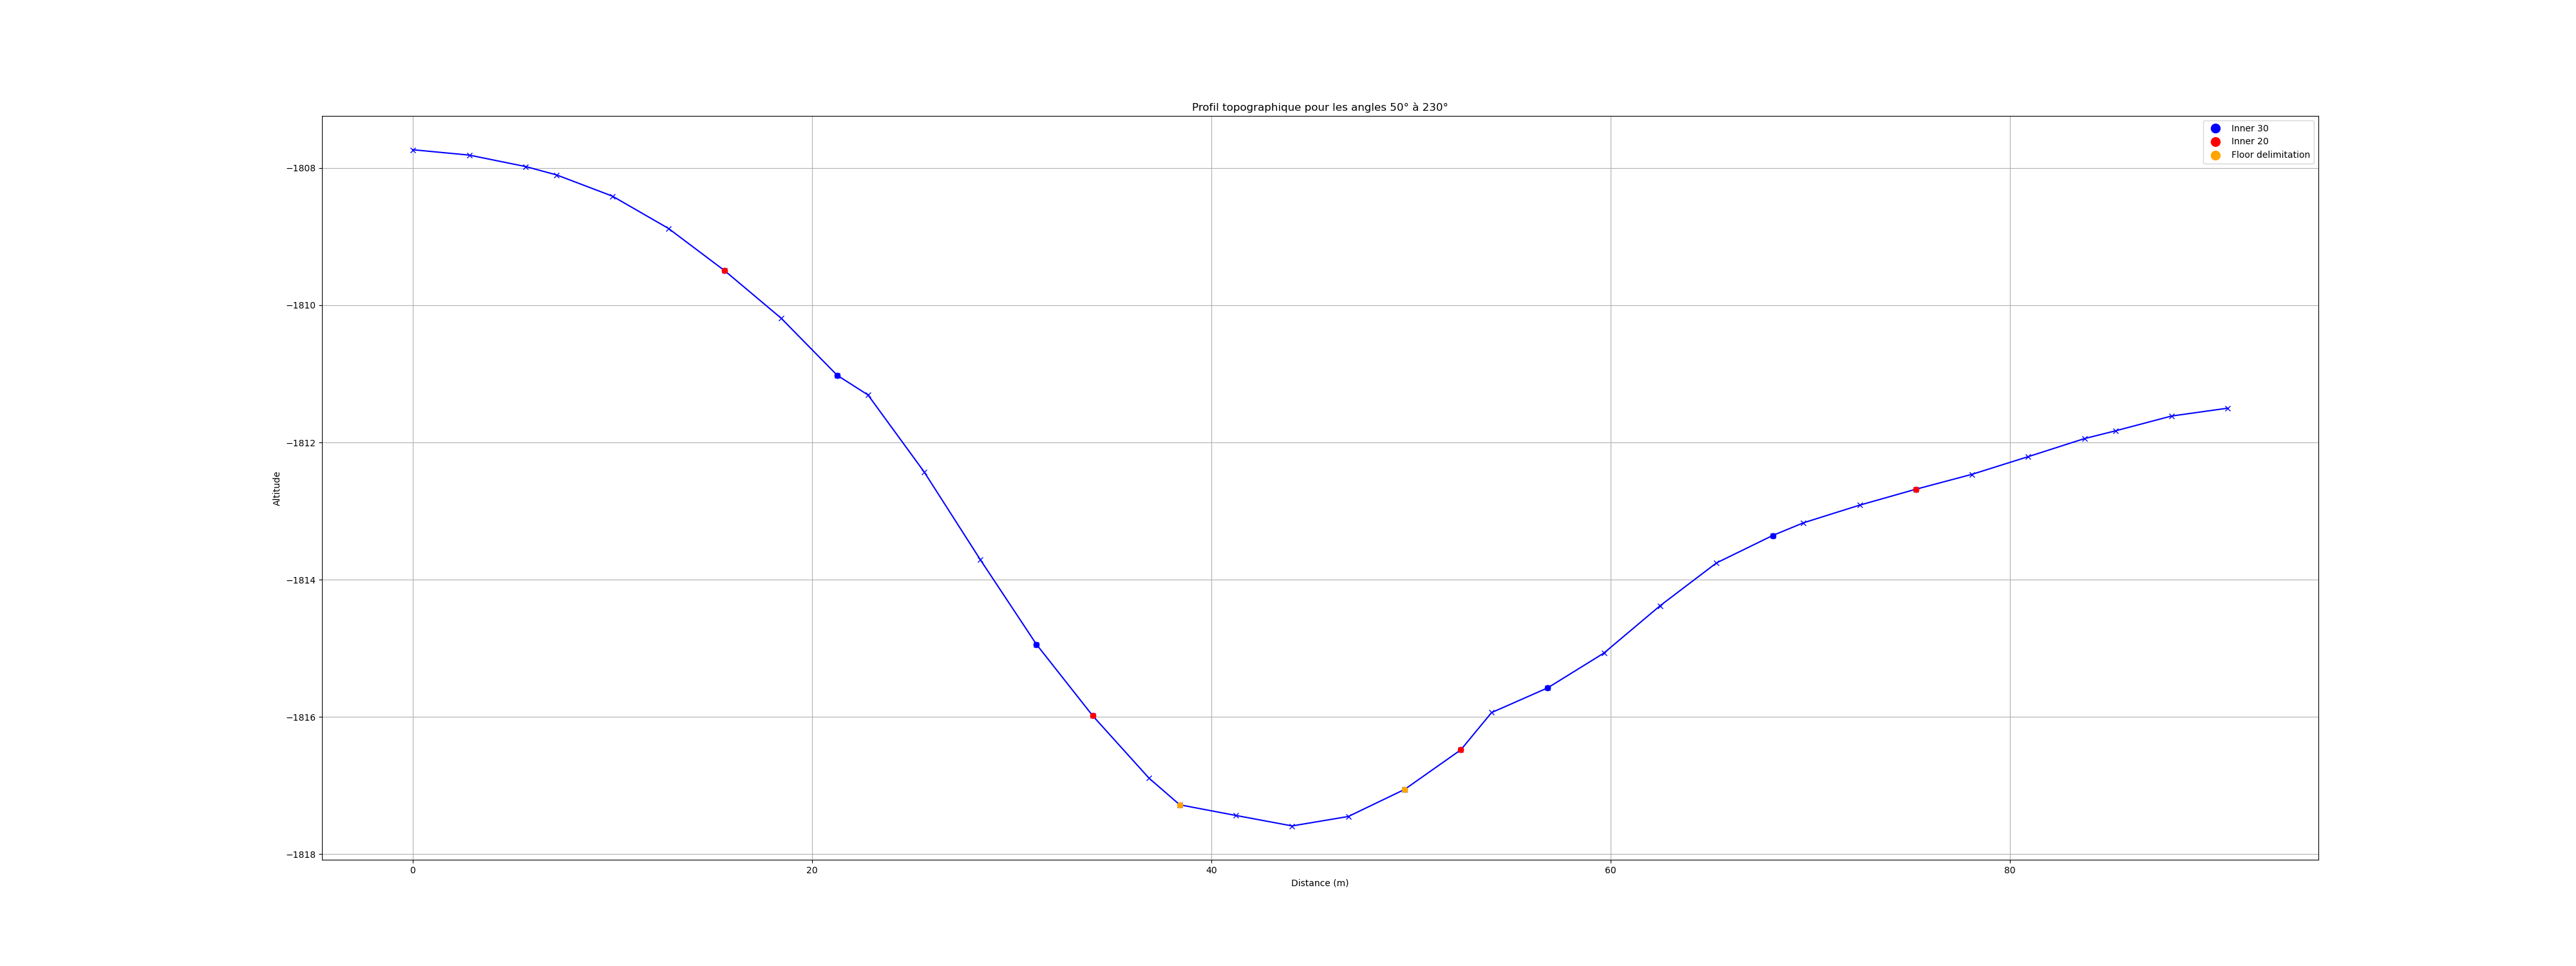 Profil topographique pour les angles 50° à 230°
Inner 30
Inner 20
Floor delimitation
−1808
−1810
−1812
−1814
−1816
−1818
Altitude
0 20 40 60 80
Distance (m)